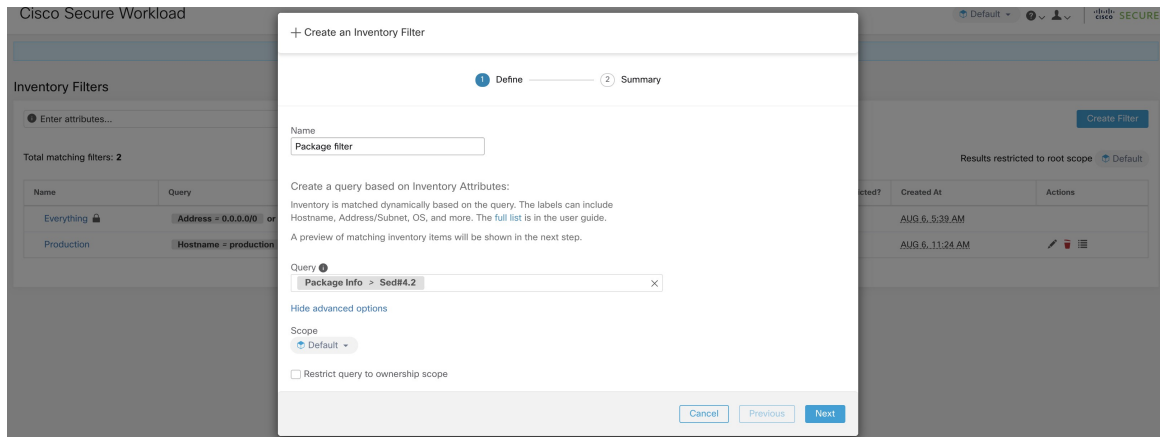 Cisco Secure Workload
Default
cisco SECURE
+ Create an Inventory Filter
1 Define 2 Summary
Inventory Filters
Enter attributes...
Create Filter
Name
Package filter
Total matching filters: 2
Results restricted to root scope Default
Create a query based on Inventory Attributes:
Name Query cted? Created At Actions
Inventory is matched dynamically based on the query. The labels can include
Hostname, Address/Subnet, OS, and more. The full list is in the user guide.
Everything Address = 0.0.0.0/0 or AUG 6, 5:39 AM
A preview of matching inventory items will be shown in the next step.
Production Hostname = production AUG 6, 11:24 AM
Query
Package Info > Sed#4.2
Hide advanced options
Scope
Default
Restrict query to ownership scope
Cancel Previous Next